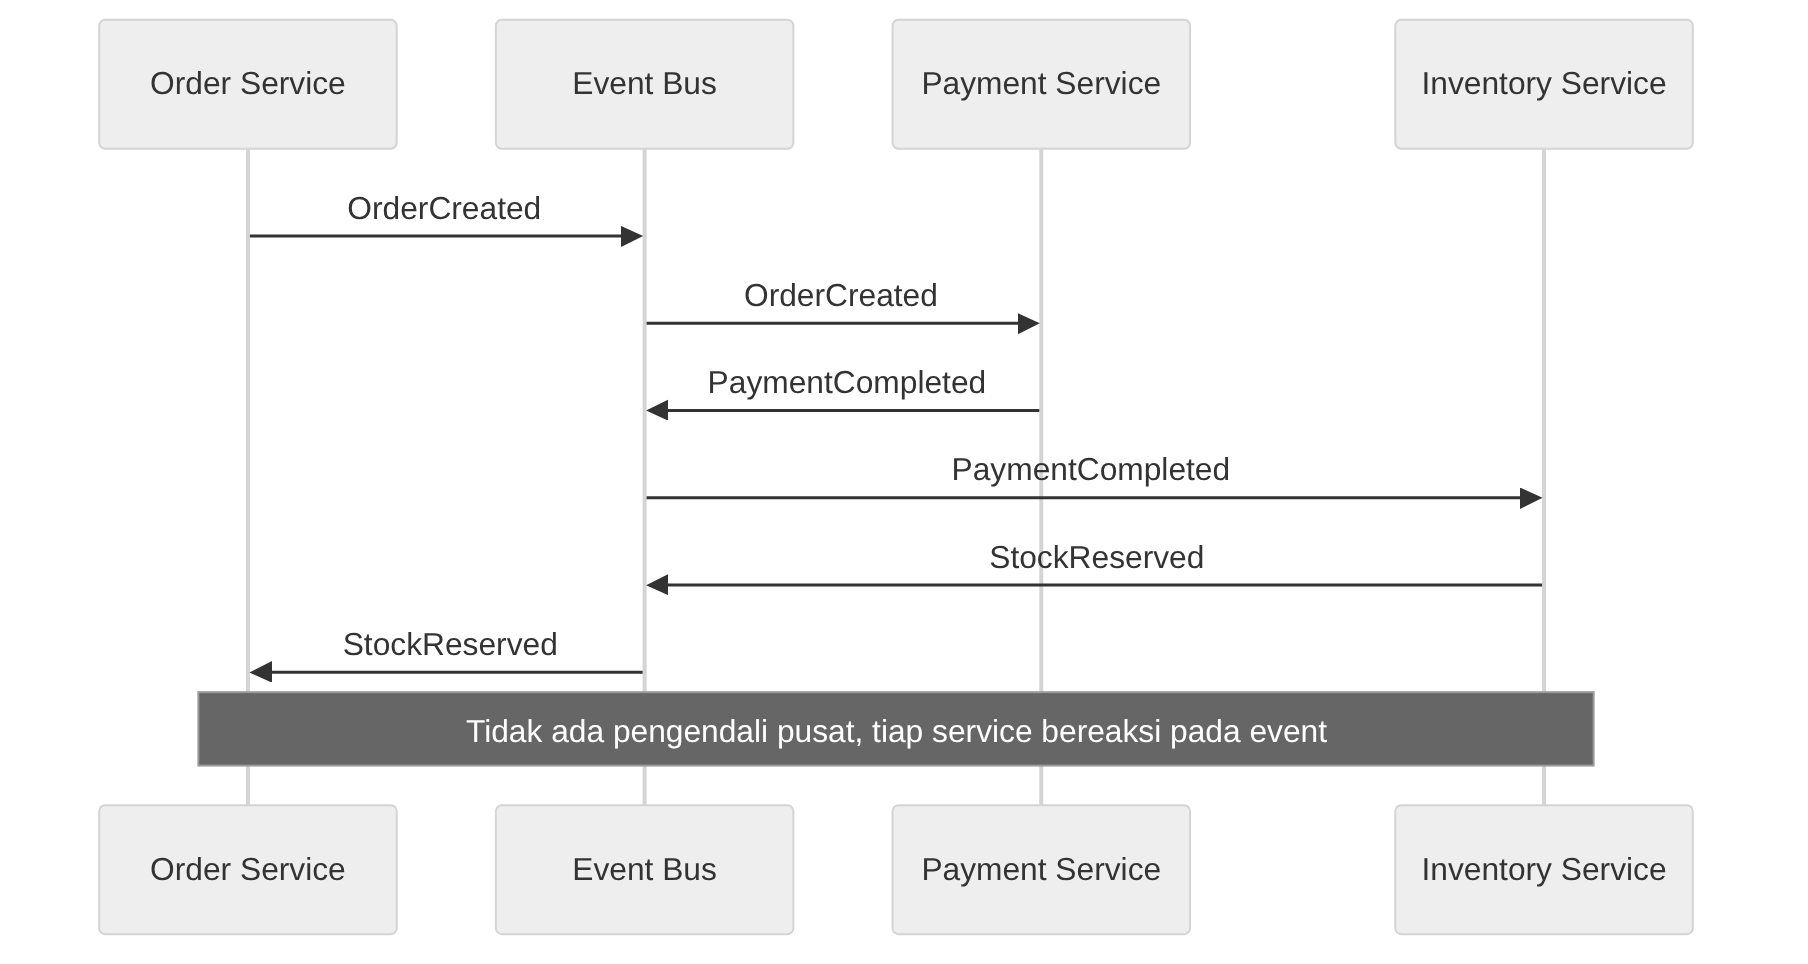 Order Service
Event Bus
Payment Service
Inventory Service
OrderCreated
OrderCreated
PaymentCompleted
PaymentCompleted
StockReserved
StockReserved
Tidak ada pengendali pusat, tiap service bereaksi pada event
Order Service
Event Bus
Payment Service
Inventory Service